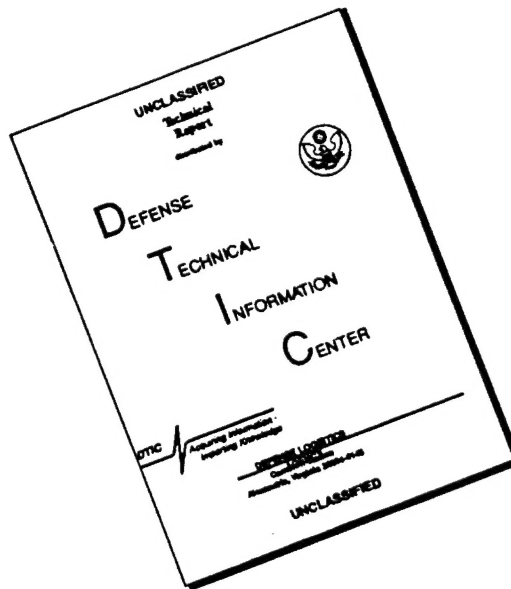 UNCLASSIFIED
Technical
Report
distributed by
DEFENSE
TECHNICAL
INFORMATION
CENTER
DTIC
Acquiring Information -
Imparting Knowledge
DEFENSE LOGISTICS
Cameron Station
Alexandria, Virginia
UNCLASSIFIED